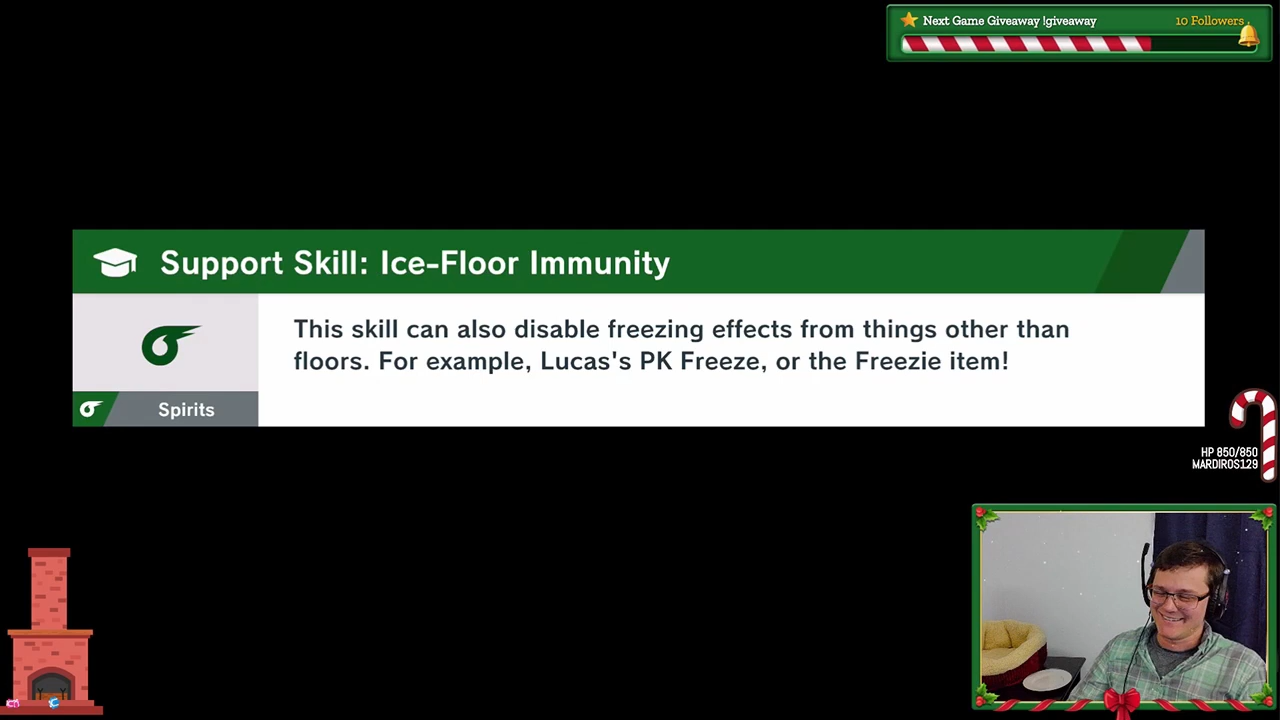 Next Game Giveaway !giveaway
10 Followers
Support Skill: Ice-Floor Immunity
This skill can also disable freezing effects from things other than
floors. For example, Lucas's PK Freeze, or the Freezie item!
Spirits
HP 850/850
MARDIROS129